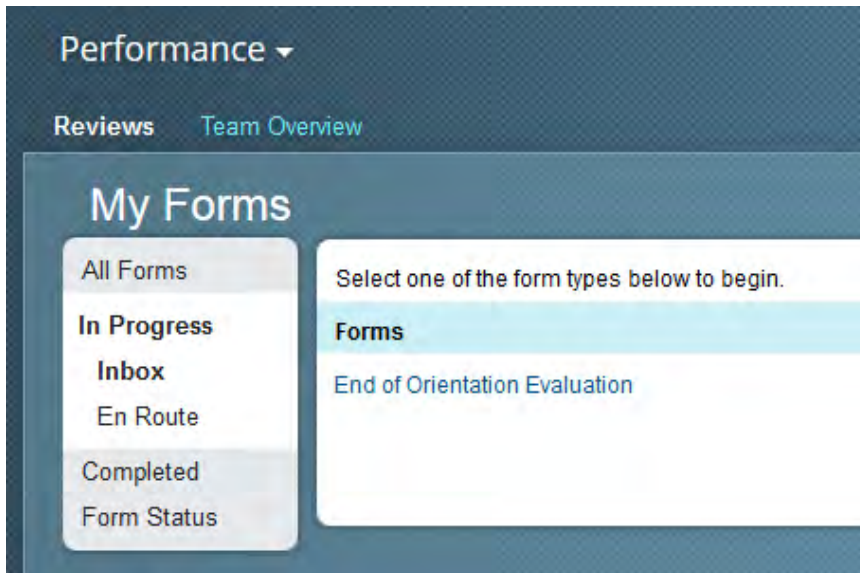 Performance
Reviews Team Overview
My Forms
All Forms
In Progress
Inbox
En Route
Completed
Form Status
Select one of the form types below to begin.
Forms
End of Orientation Evaluation